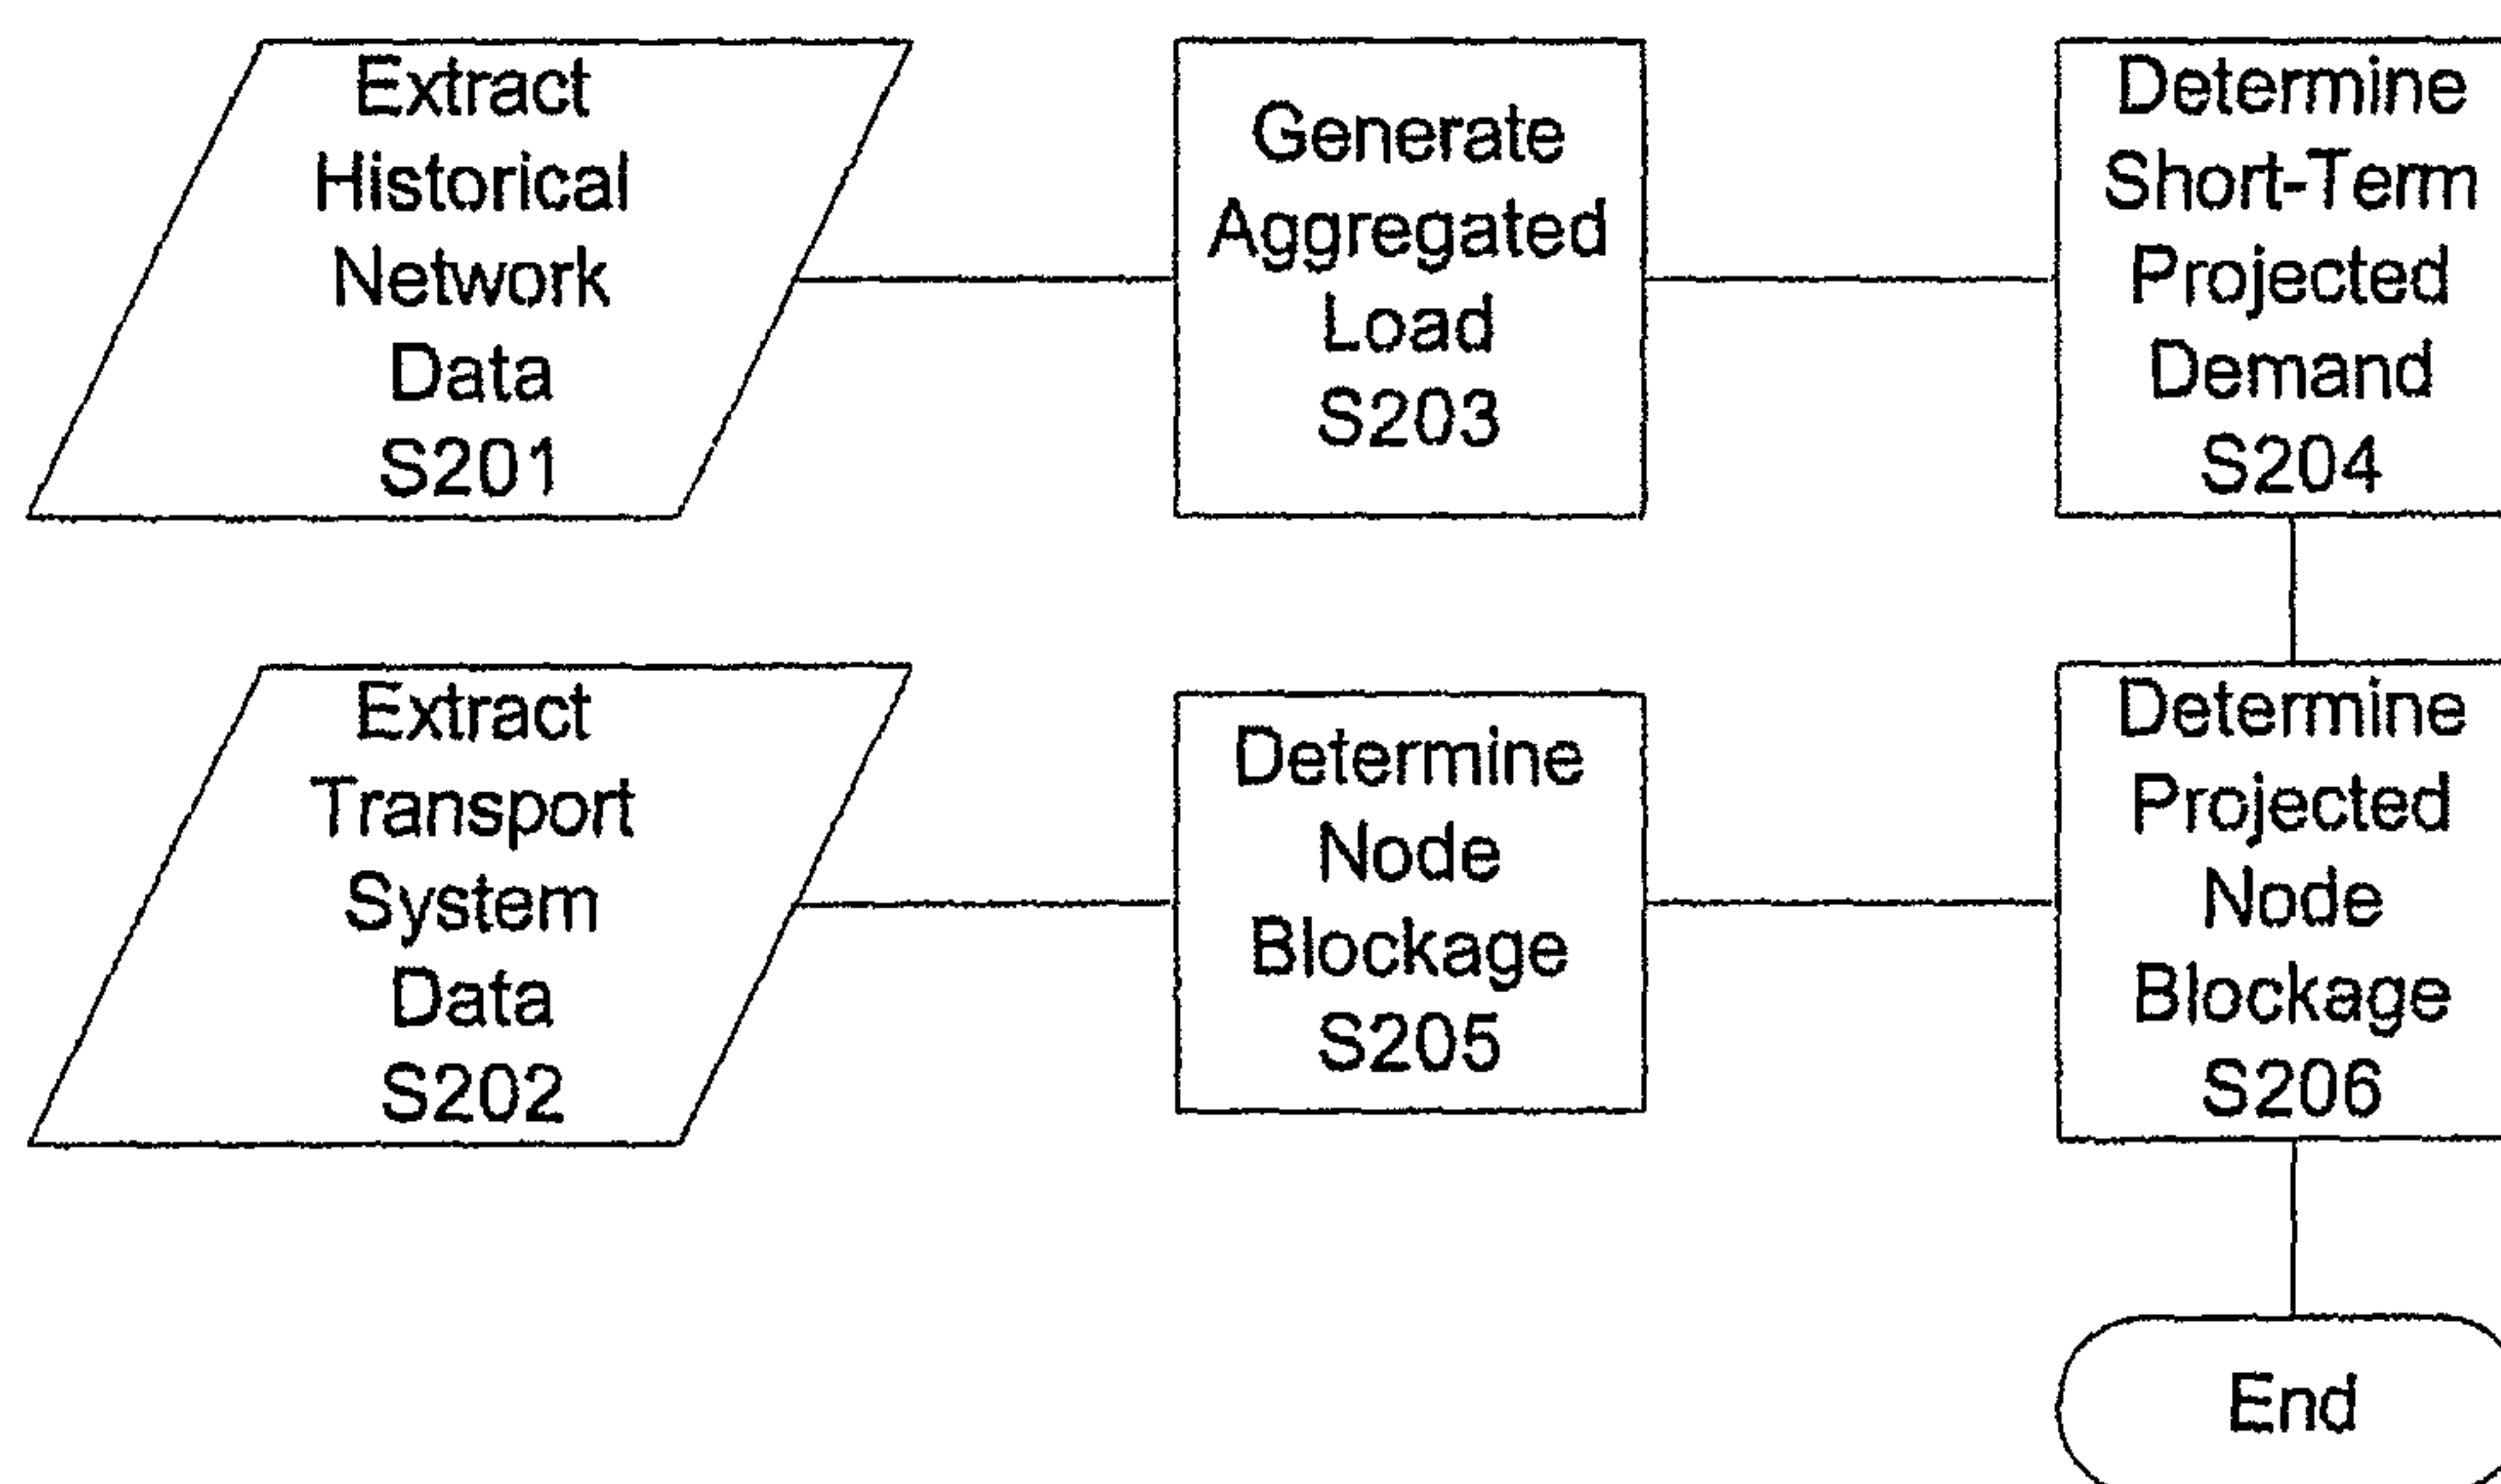 Extract
Historical
Network
Data
S201
Generate
Aggregated
Load
S203
Determine
Short-Term
Projected
Demand
S204
Extract
Transport
System
Data
S202
Determine
Node
Blockage
S205
Determine
Projected
Node
Blockage
S206
End